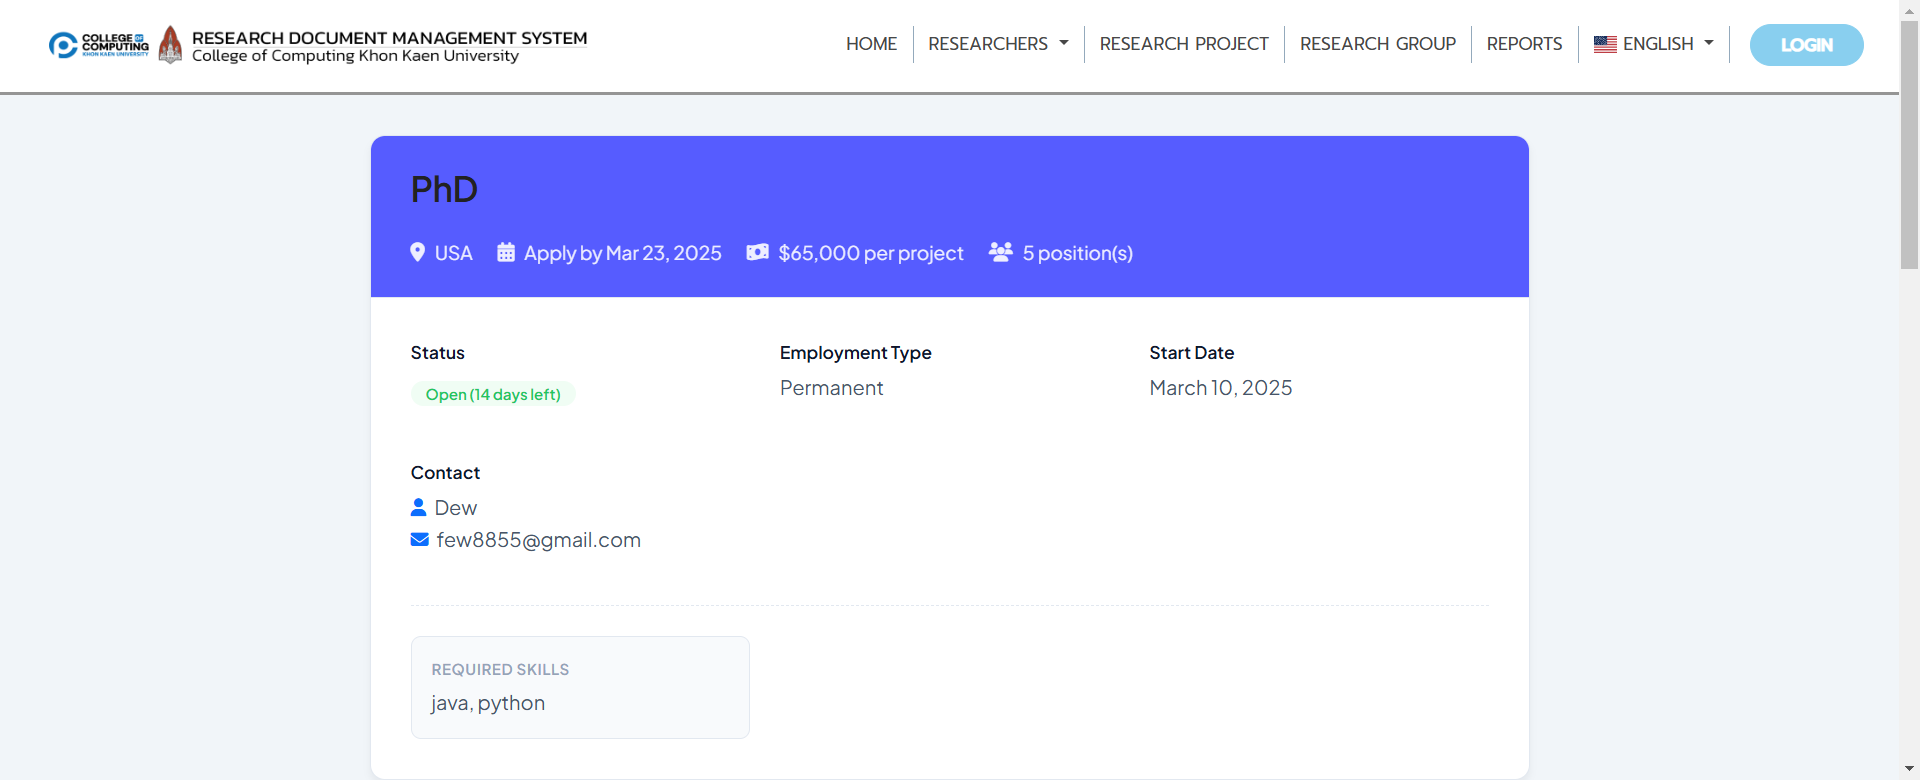 COLLEGE OF
COMPUTING
KHON KAEN UNIVERSITY
RESEARCH DOCUMENT MANAGEMENT SYSTEM
College of Computing Khon Kaen University
HOME
RESEARCHERS
RESEARCH PROJECT
RESEARCH GROUP
REPORTS
ENGLISH
LOGIN
PhD
USA
Apply by Mar 23, 2025
$65,000 per project
5 position(s)
Status
Open (14 days left)
Employment Type
Permanent
Start Date
March 10, 2025
Contact
Dew
few8855@gmail.com
REQUIRED SKILLS
java, python